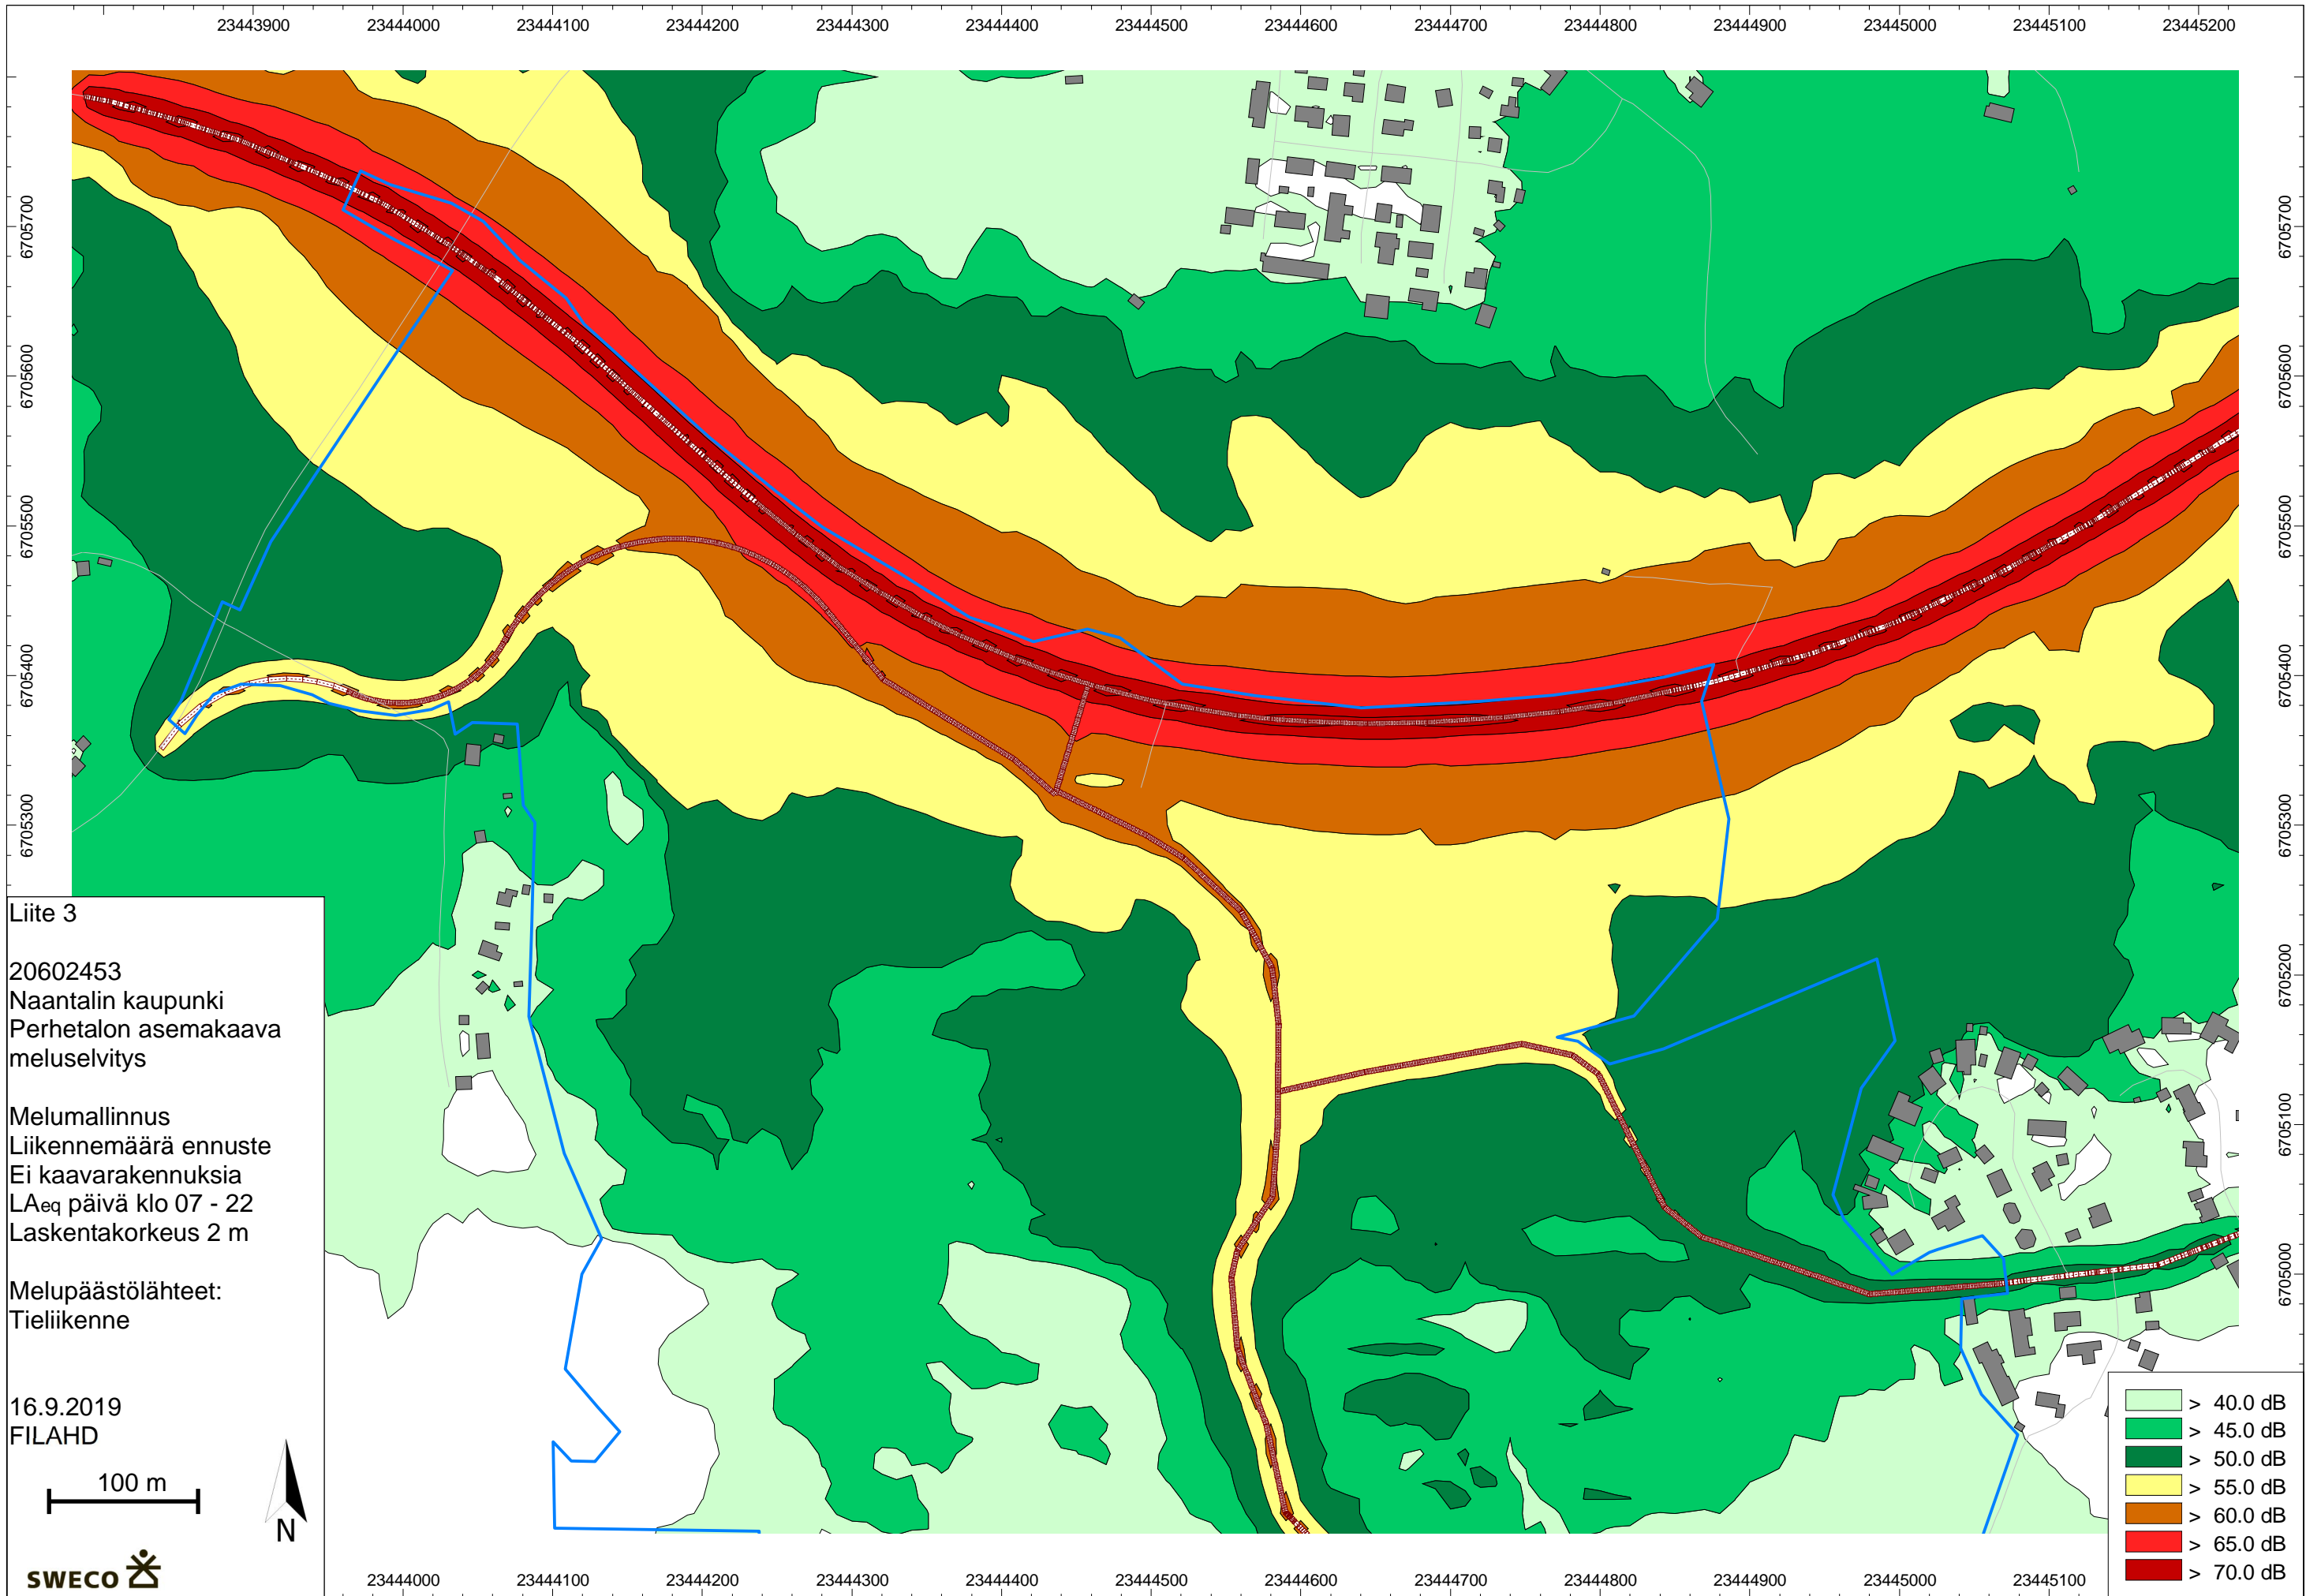 23443900 23444000 23444100 23444200 23444300 23444400 23444500 23444600 23444700 23444800 23444900 23445000 23445100 23445200
6705700 6705700
6705600 6705600
6705500 6705500
6705400 6705400
6705300 6705300
6705200
6705100
6705000
Liite 3
20602453
Naantalin kaupunki
Perhetalon asemakaava
meluselvitys
Melumallinnus
Liikennemäärä ennuste
Ei kaavarakennuksia
LAeq päivä klo 07 - 22
Laskentakorkeus 2 m
Melupäästölähteet:
Tieliikenne
16.9.2019
FILAHD
100 m
N
SWECO
> 40.0 dB
> 45.0 dB
> 50.0 dB
> 55.0 dB
> 60.0 dB
> 65.0 dB
> 70.0 dB
23444000 23444100 23444200 23444300 23444400 23444500 23444600 23444700 23444800 23444900 23445000 23445100